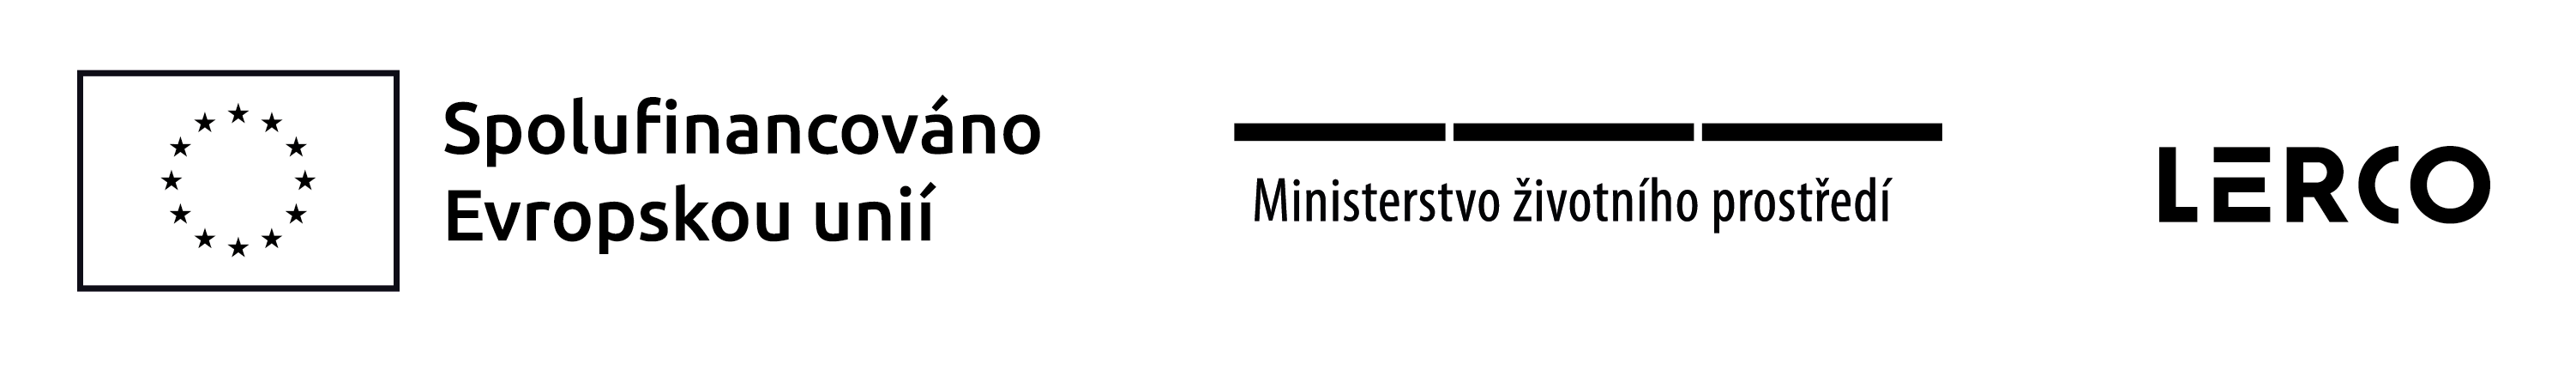 Spolufinancováno
Evropskou unií
Ministerstvo životního prostředí
LERCO